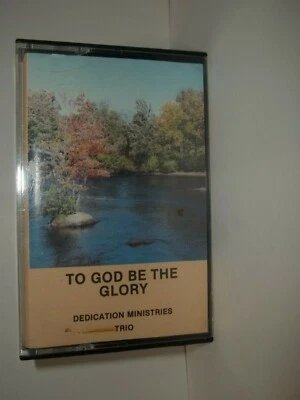 TO GOD BE THE
GLORY
DEDICATION MINISTRIES
TRIO